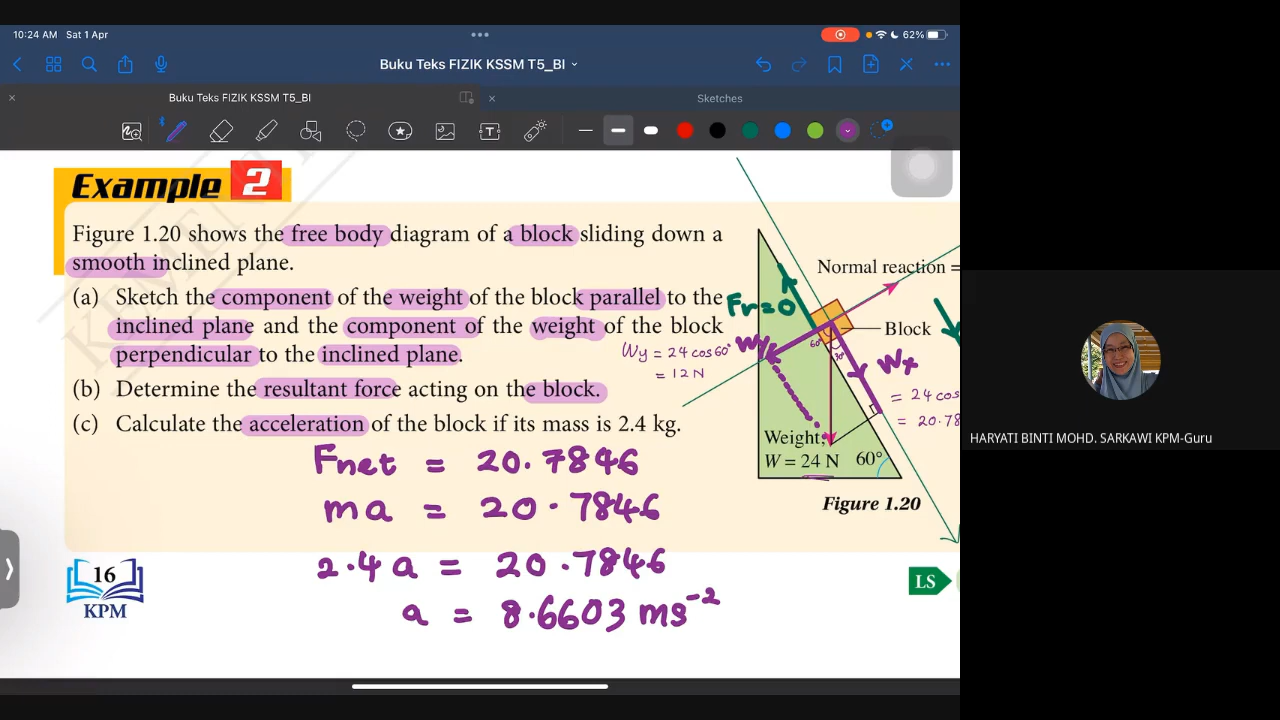 10:24 AM Sat 1 Apr
62%
Buku Teks FIZIK KSSM T5_BI
Buku Teks FIZIK KSSM T5_BI
Sketches
Example 2
Figure 1.20 shows the free body diagram of a block sliding down a
smooth inclined plane.
(a) Sketch the component of the weight of the block parallel to the
inclined plane and the component of the weight of the block
perpendicular to the inclined plane.
(b) Determine the resultant force acting on the block.
(c) Calculate the acceleration of the block if its mass is 2.4 kg.
Fnet = 20.7846
ma = 20.7846
2.4 a = 20.7846
a = 8.6603 ms⁻²
Wy = 24 cos 60°
= 12 N
Normal reaction =
Fr = 0
Block
Wy
60°
30°
Wx
= 24 cos
= 20.78
Weight,
W = 24 N
60°
Figure 1.20
16
KPM
LS
HARYATI BINTI MOHD. SARKAWI KPM-Guru